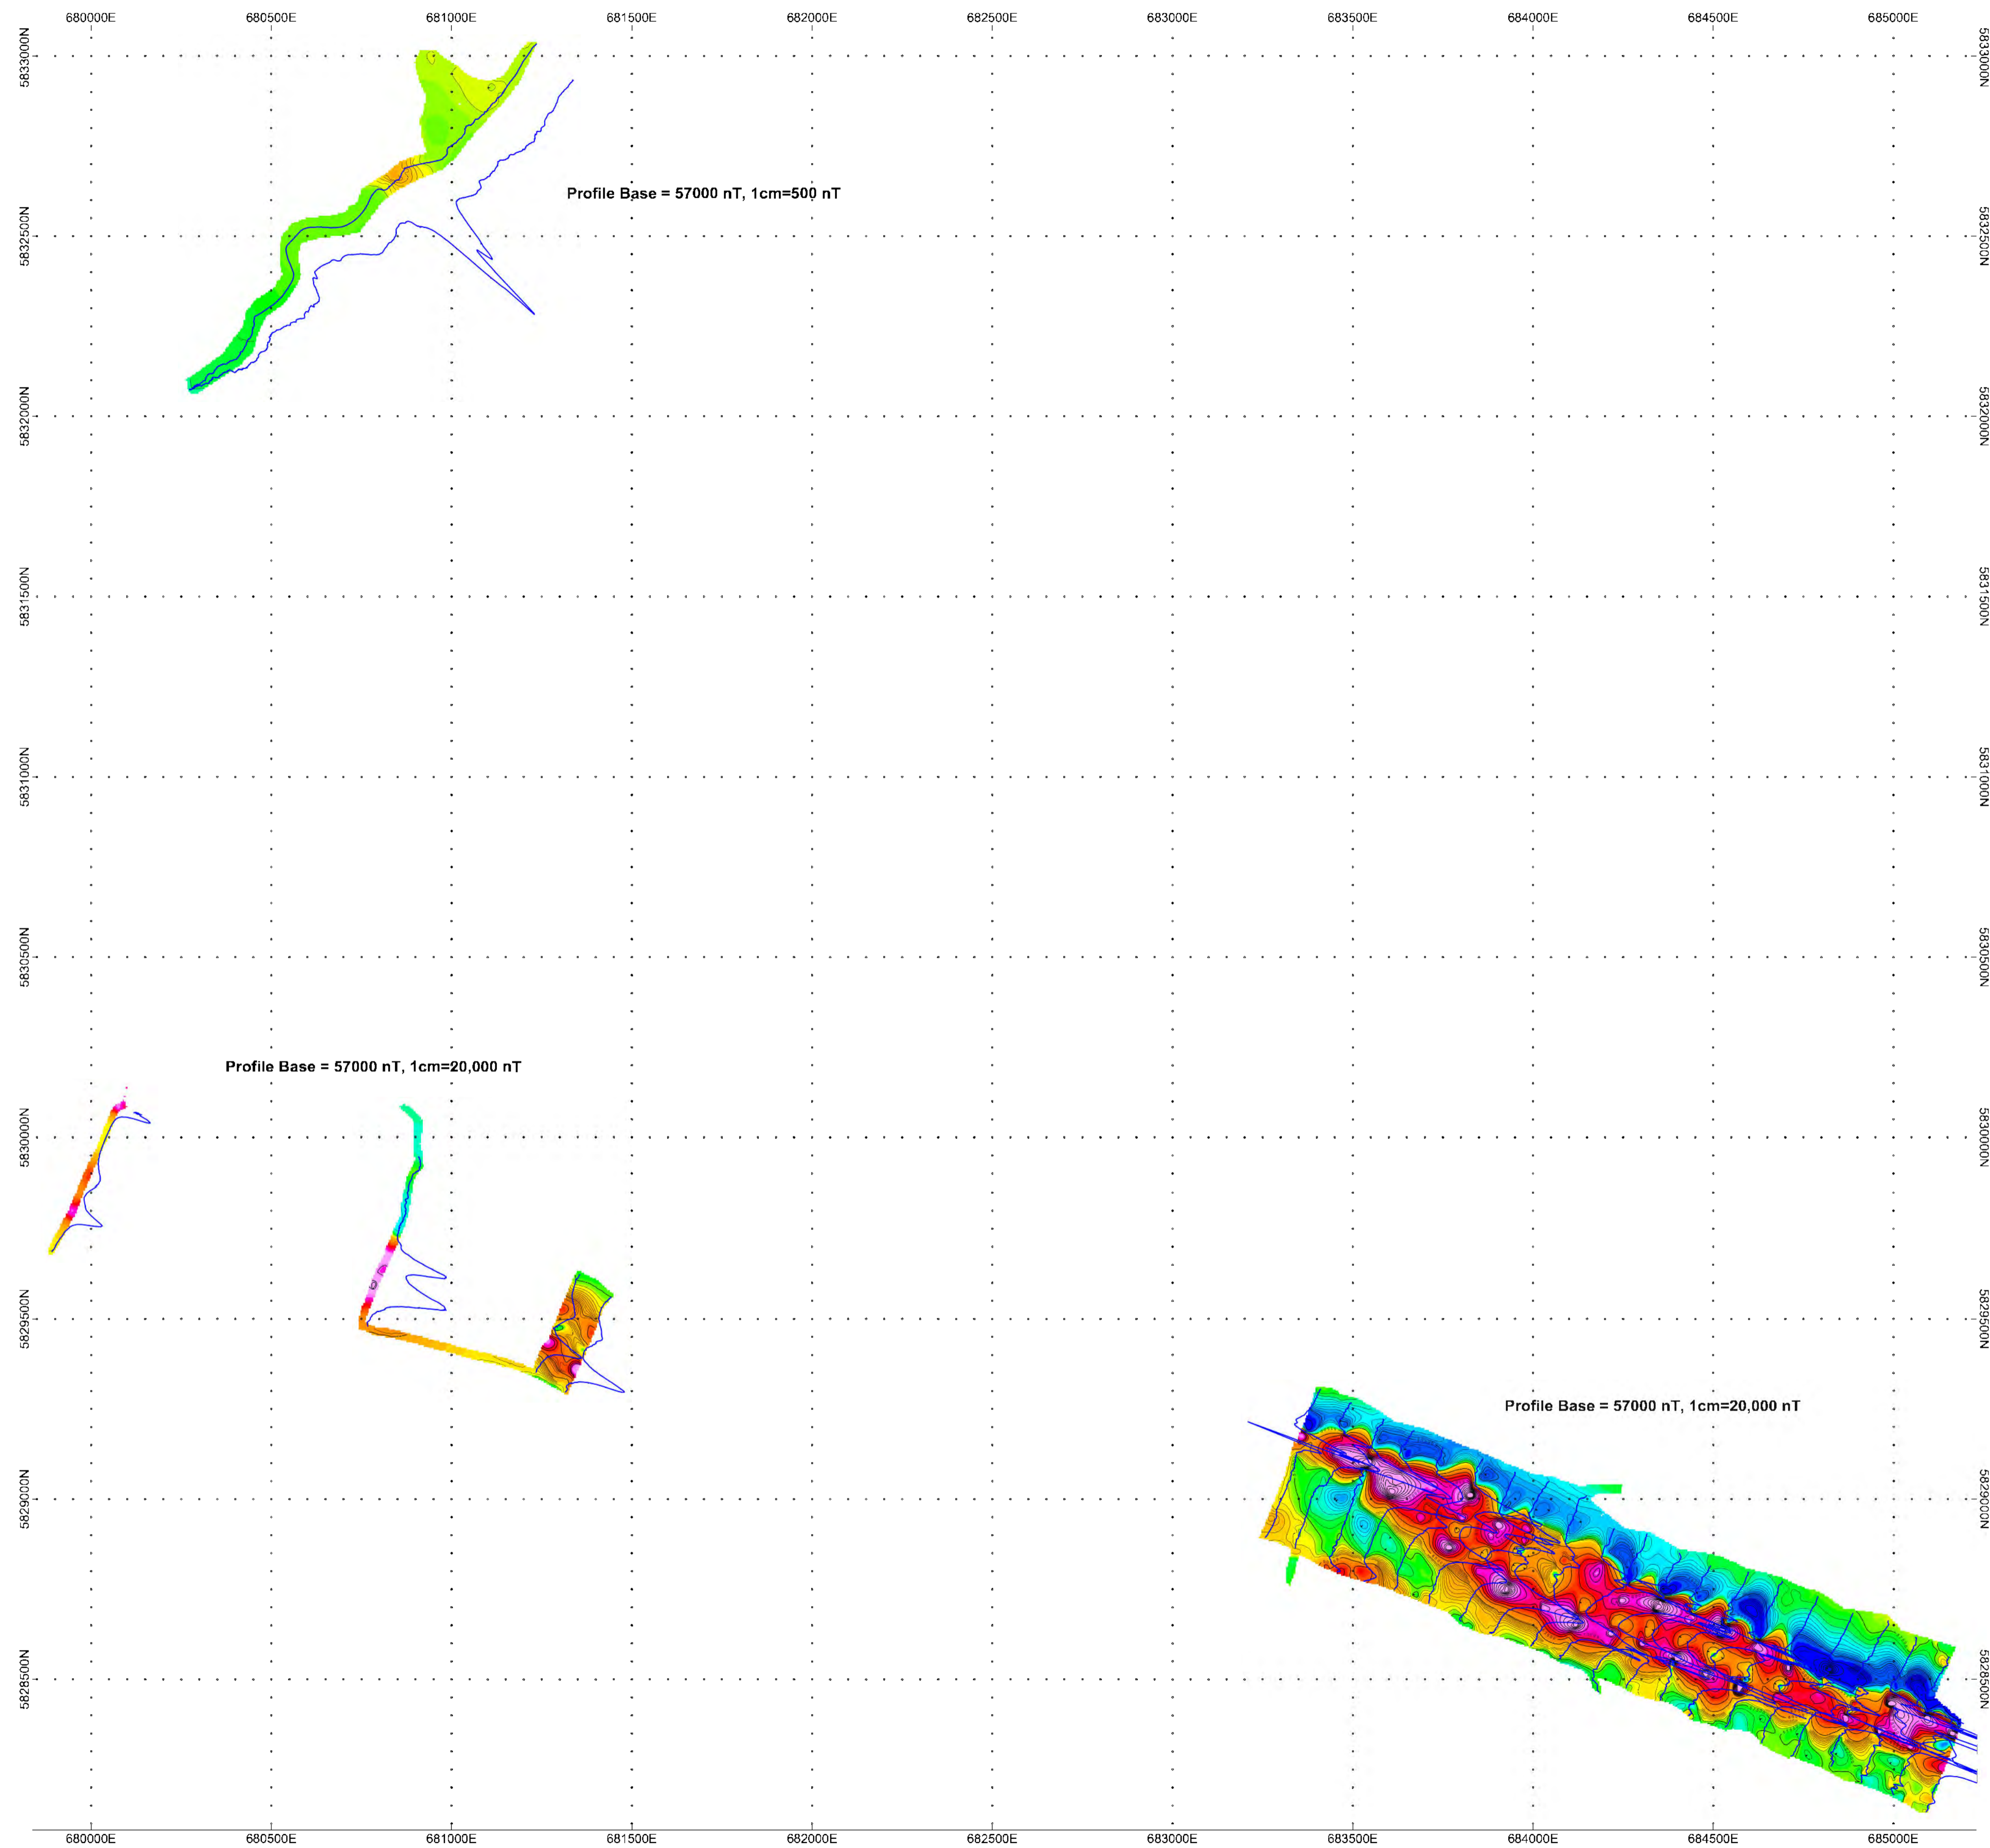 680000E 680500E 681000E 681500E 682000E 682500E 683000E 683500E 684000E 684500E 685000E
5833000N 5833000N
Profile Base = 57000 nT, 1cm=500 nT
5832500N 5832500N
5832000N 5832000N
5831500N 5831500N
5831000N 5831000N
5830500N 5830500N
Profile Base = 57000 nT, 1cm=20,000 nT
5830000N 5830000N
5829500N 5829500N
Profile Base = 57000 nT, 1cm=20,000 nT
5829000N 5829000N
5828500N 5828500N
680000E 680500E 681000E 681500E 682000E 682500E 683000E 683500E 684000E 684500E 685000E